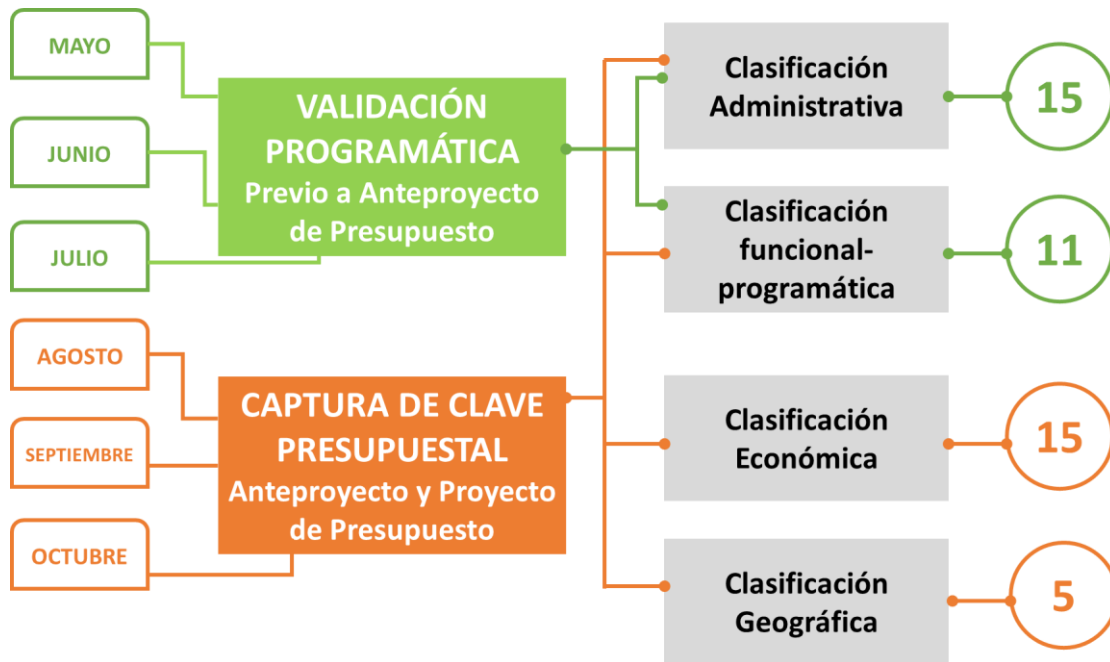 MAYO
JUNIO
JULIO
AGOSTO
SEPTIEMBRE
OCTUBRE
VALIDACIÓN
PROGRAMÁTICA
Previo a Anteproyecto
de Presupuesto
CAPTURA DE CLAVE
PRESUPUESTAL
Anteproyecto y Proyecto
de Presupuesto
Clasificación
Administrativa
15
Clasificación
funcional-
programática
11
Clasificación
Económica
15
Clasificación
Geográfica
5